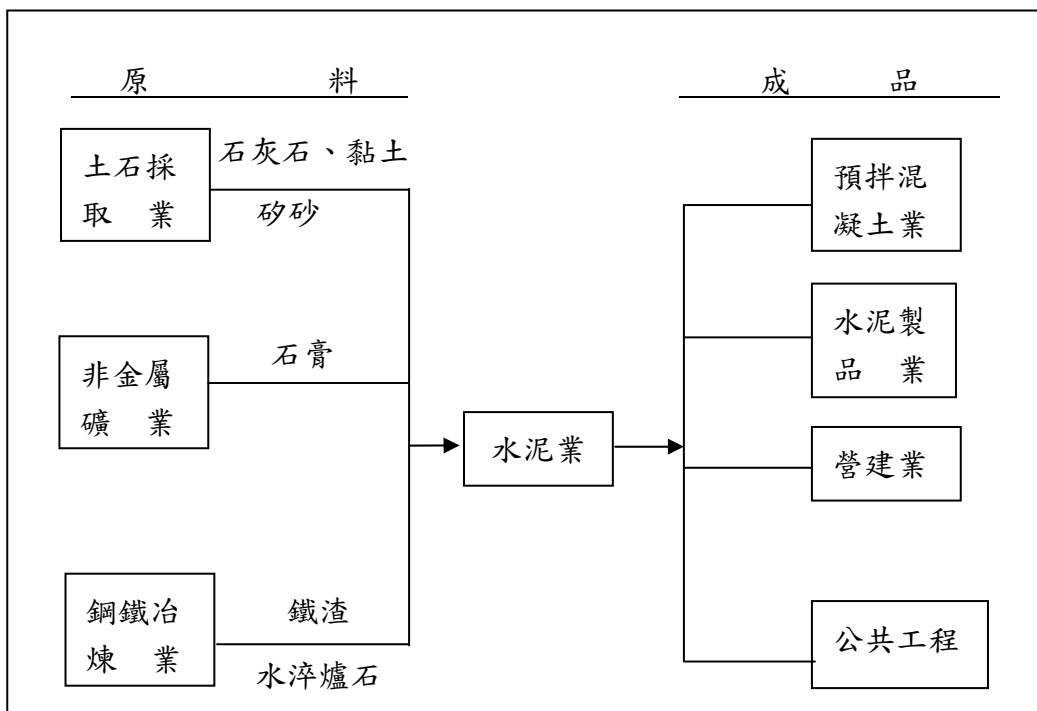 原 料
成 品
土石採
取 業
石灰石、黏土
矽砂
非金屬
礦 業
石膏
鋼鐵冶
煉 業
鐵渣
水淬爐石
水泥業
預拌混
凝土業
水泥製
品 業
營建業
公共工程